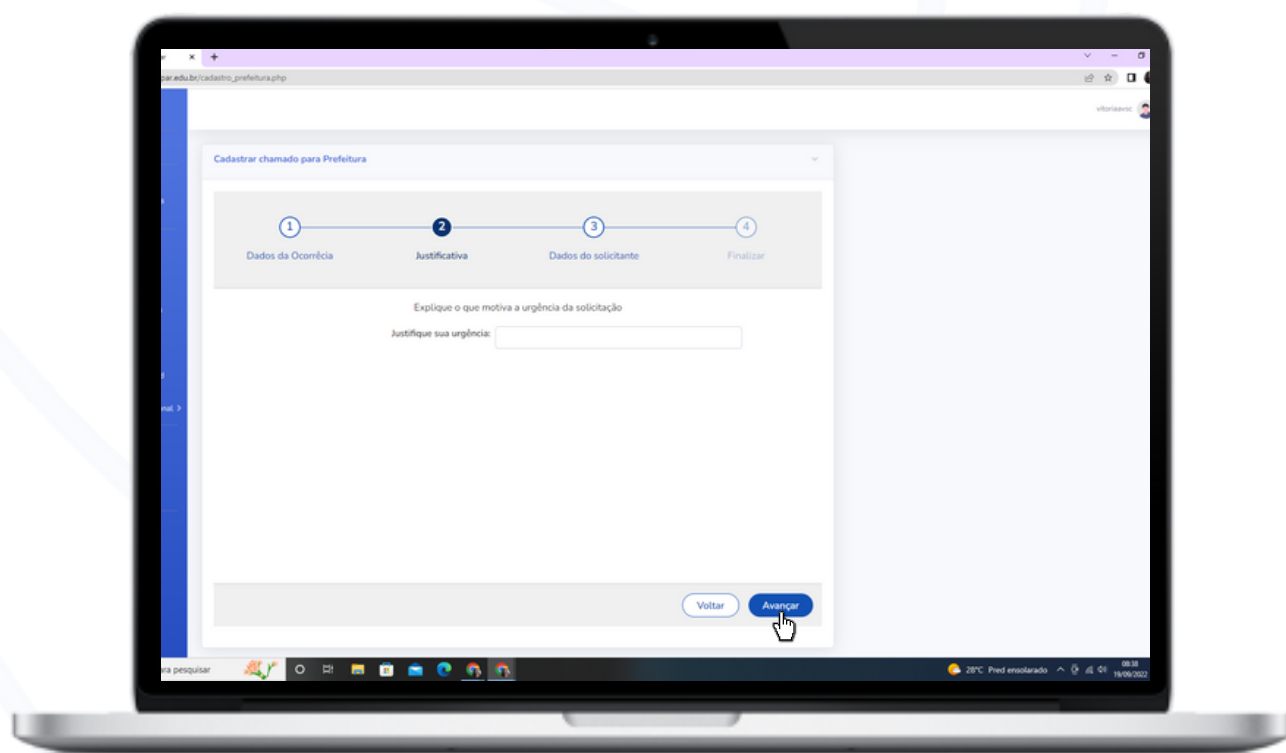 par.edu.br/cadastro_prefeitura.php
vitoriaavsc
Cadastrar chamado para Prefeitura
1
2
3
4
Dados da Ocorrêcia
Justificativa
Dados do solicitante
Finalizar
Explique o que motiva a urgência da solicitação
Justifique sua urgência:
Voltar
Avançar
ara pesquisar
28°C Pred ensolarado
08:38
19/09/2022